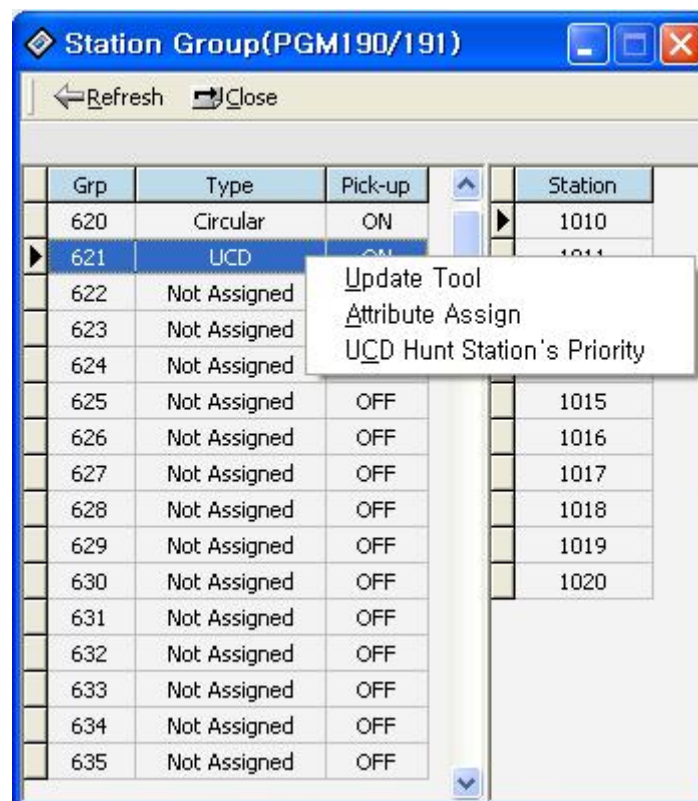 Station Group(PGM190/191)
Refresh Close
Grp Type Pick-up Station
620 Circular ON 1010
621 UCD
Update Tool
Attribute Assign
UCD Hunt Station's Priority
622 Not Assigned
623 Not Assigned
624 Not Assigned
625 Not Assigned OFF 1015
626 Not Assigned OFF 1016
627 Not Assigned OFF 1017
628 Not Assigned OFF 1018
629 Not Assigned OFF 1019
630 Not Assigned OFF 1020
631 Not Assigned OFF
632 Not Assigned OFF
633 Not Assigned OFF
634 Not Assigned OFF
635 Not Assigned OFF